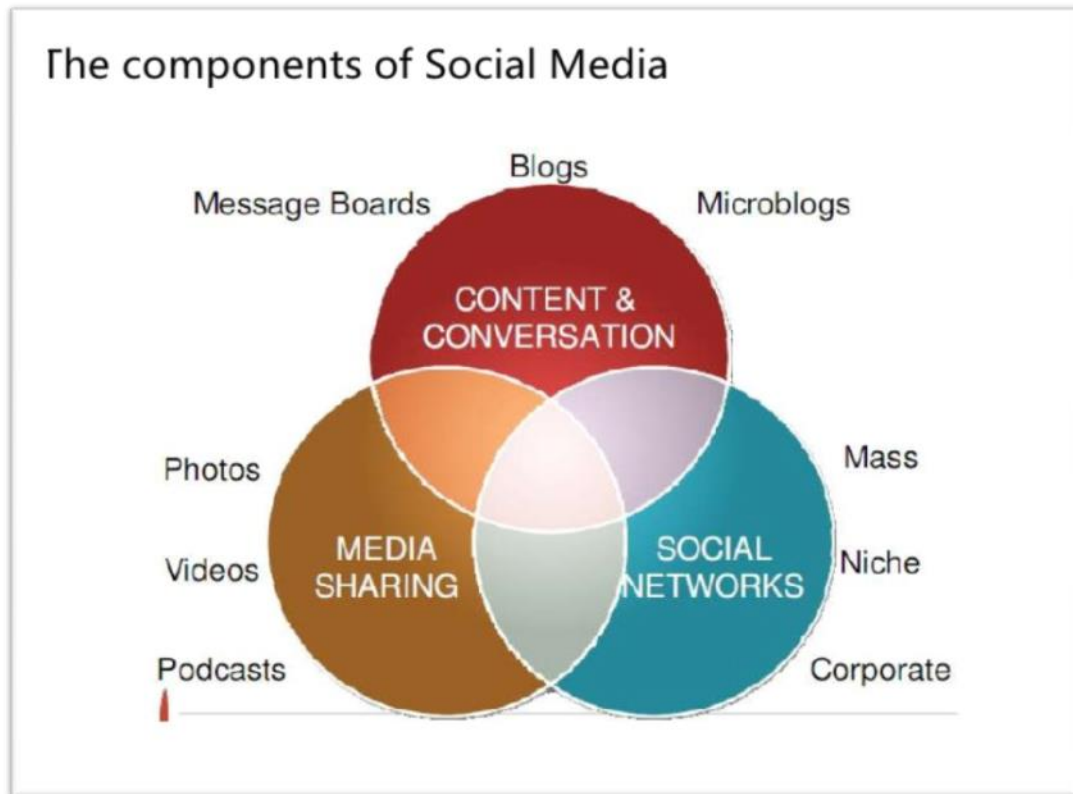 The components of Social Media
Blogs
Message Boards
Microblogs
CONTENT &
CONVERSATION
Photos
Mass
MEDIA
SHARING
SOCIAL
NETWORKS
Videos
Niche
Podcasts
Corporate